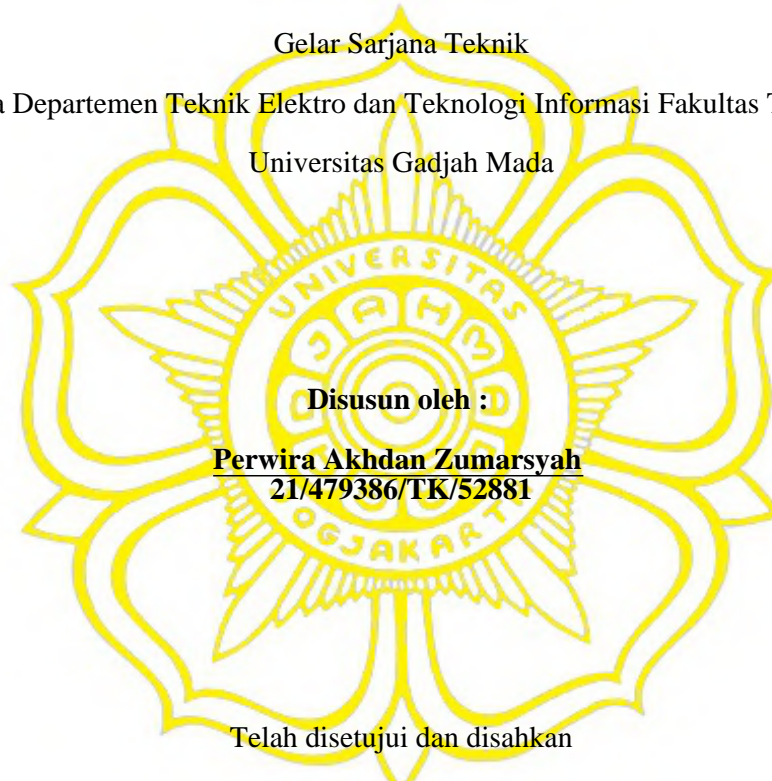 Gelar Sarjana Teknik
Departemen Teknik Elektro dan Teknologi Informasi Fakultas
Universitas Gadjah Mada
UNIVERSITAS
Disusun oleh :
Perwira Akhdan Zumarsyah
21/479386/TK/52881
Telah disetujui dan disahkan